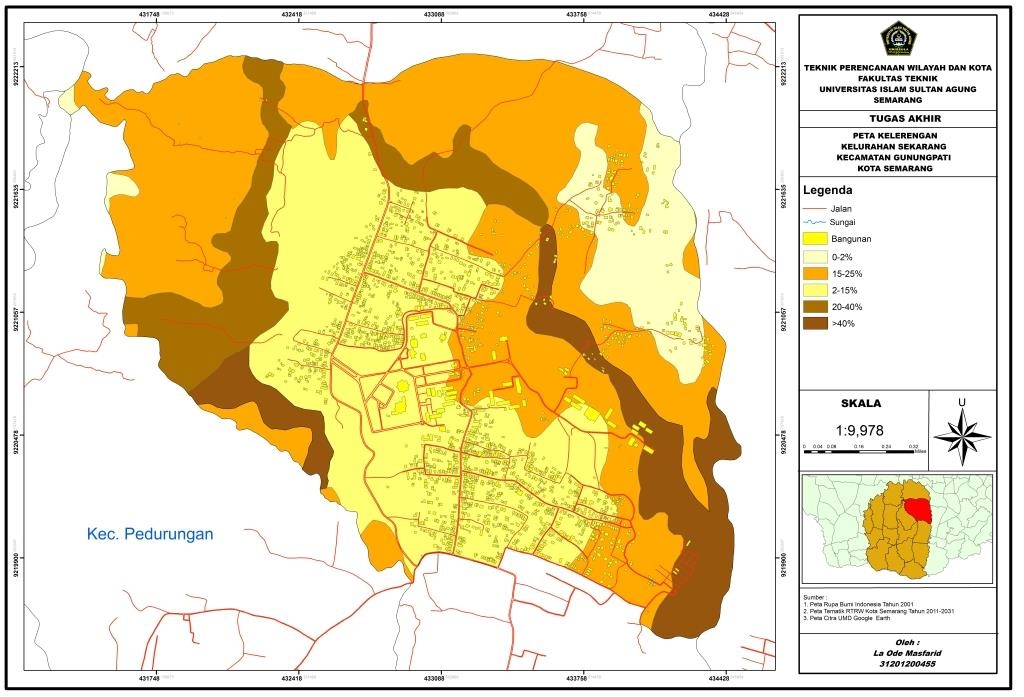 431748
432418
433088
433758
434428
9222213
9221635
9221057
9220478
9219900
Kec. Pedurungan
9222213
9221635
9221057
9220478
9219900
431748
432418
433088
433758
434428
TEKNIK PERENCANAAN WILAYAH DAN KOTA
FAKULTAS TEKNIK
UNIVERSITAS ISLAM SULTAN AGUNG
SEMARANG
TUGAS AKHIR
PETA KELERENGAN
KELURAHAN SEKARANG
KECAMATAN GUNUNGPATI
KOTA SEMARANG
Legenda
Jalan
Sungai
Bangunan
0-2%
15-25%
2-15%
20-40%
>40%
SKALA
1:9,978
0 0.04 0.08 0.16 0.24 0.32
Miles
U
Sumber :
1. Peta Rupa Bumi Indonesia Tahun 2001
2. Peta Tematik RTRW Kota Semarang Tahun 2011-2031
3. Peta Citra UMD Google Earth
Oleh :
La Ode Masfarid
31201200455